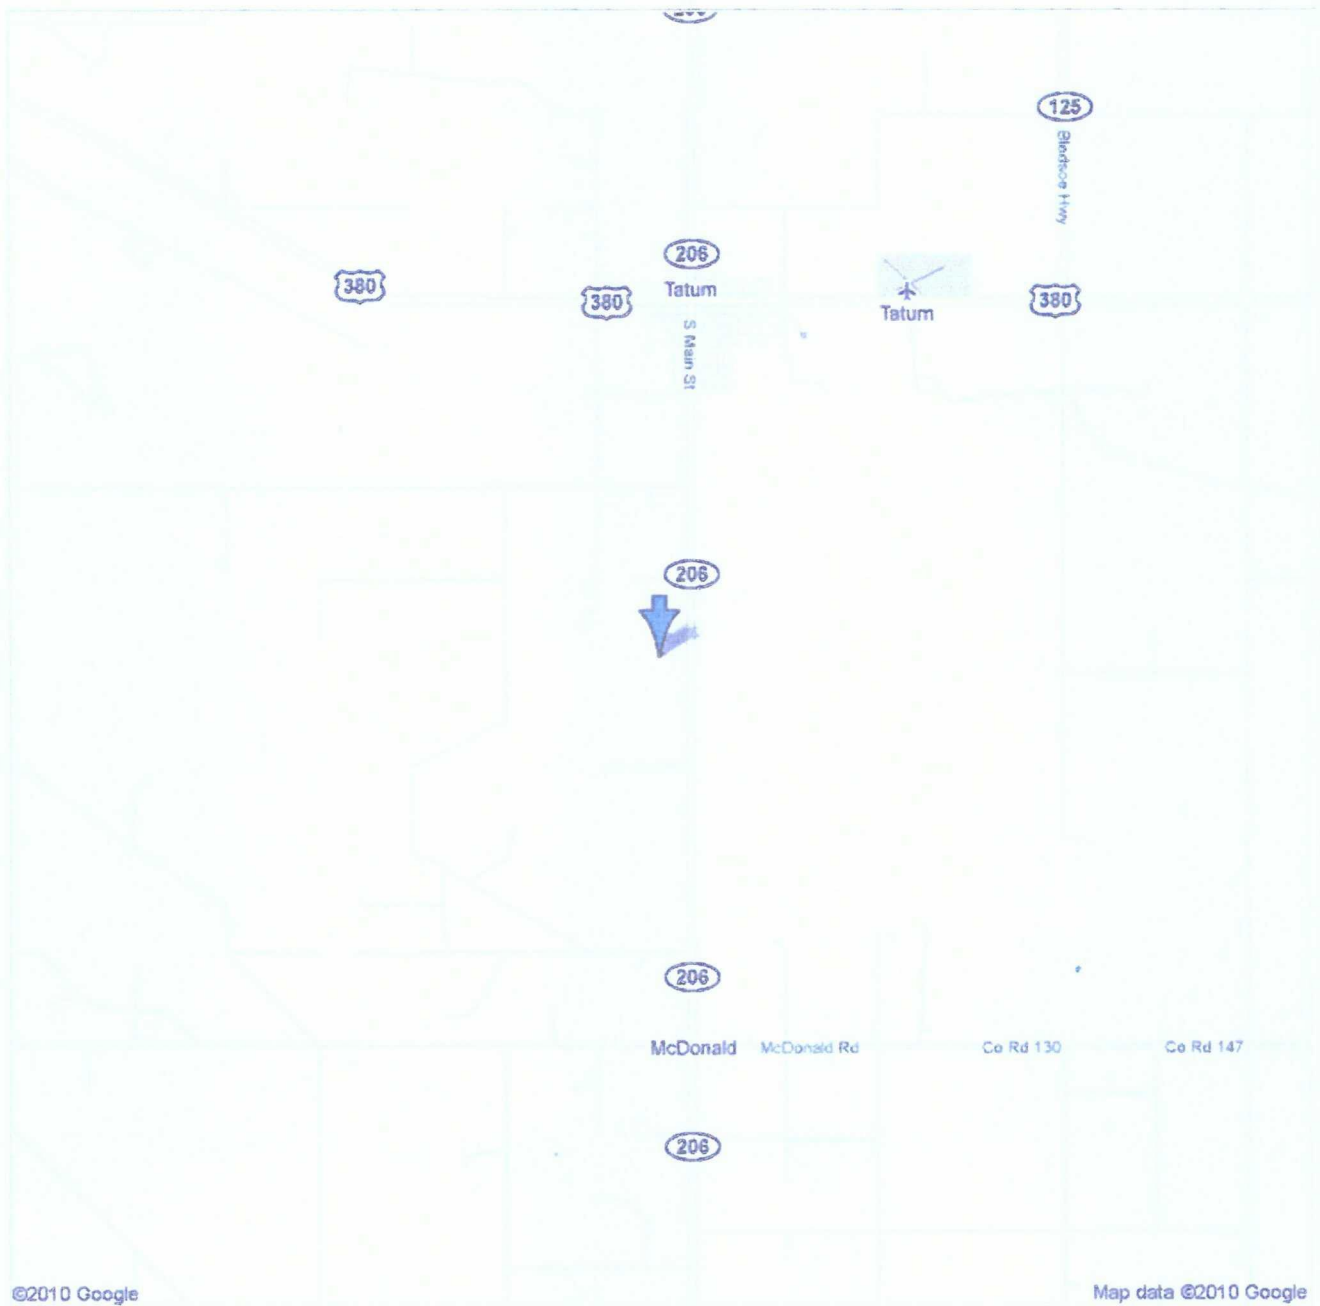 125
Bledsoe Hwy
206
Tatum
380
380
380
Tatum
S Main St
206
206
McDonald
McDonald Rd
Co Rd 130
Co Rd 147
206
©2010 Google
Map data ©2010 Google